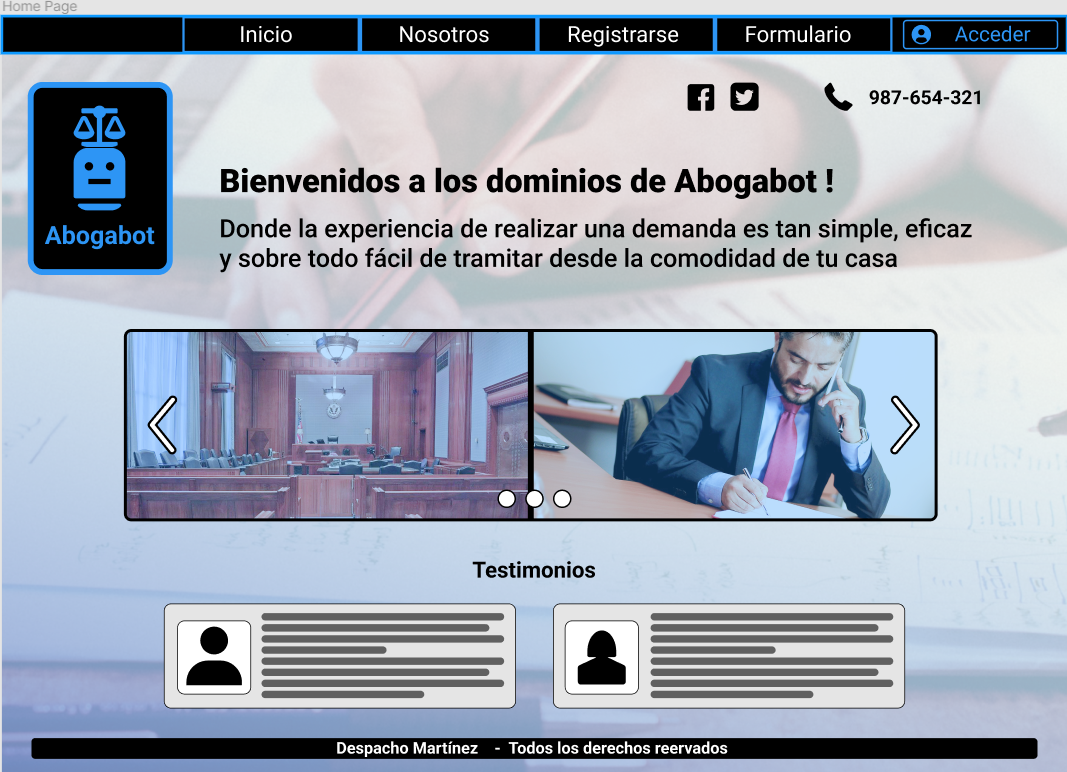 Home Page
Inicio
Nosotros
Registrarse
Formulario
Acceder
987-654-321
Abogabot
Bienvenidos a los dominios de Abogabot !
Donde la experiencia de realizar una demanda es tan simple, eficaz
y sobre todo fácil de tramitar desde la comodidad de tu casa
Testimonios
Despacho Martínez - Todos los derechos reervados